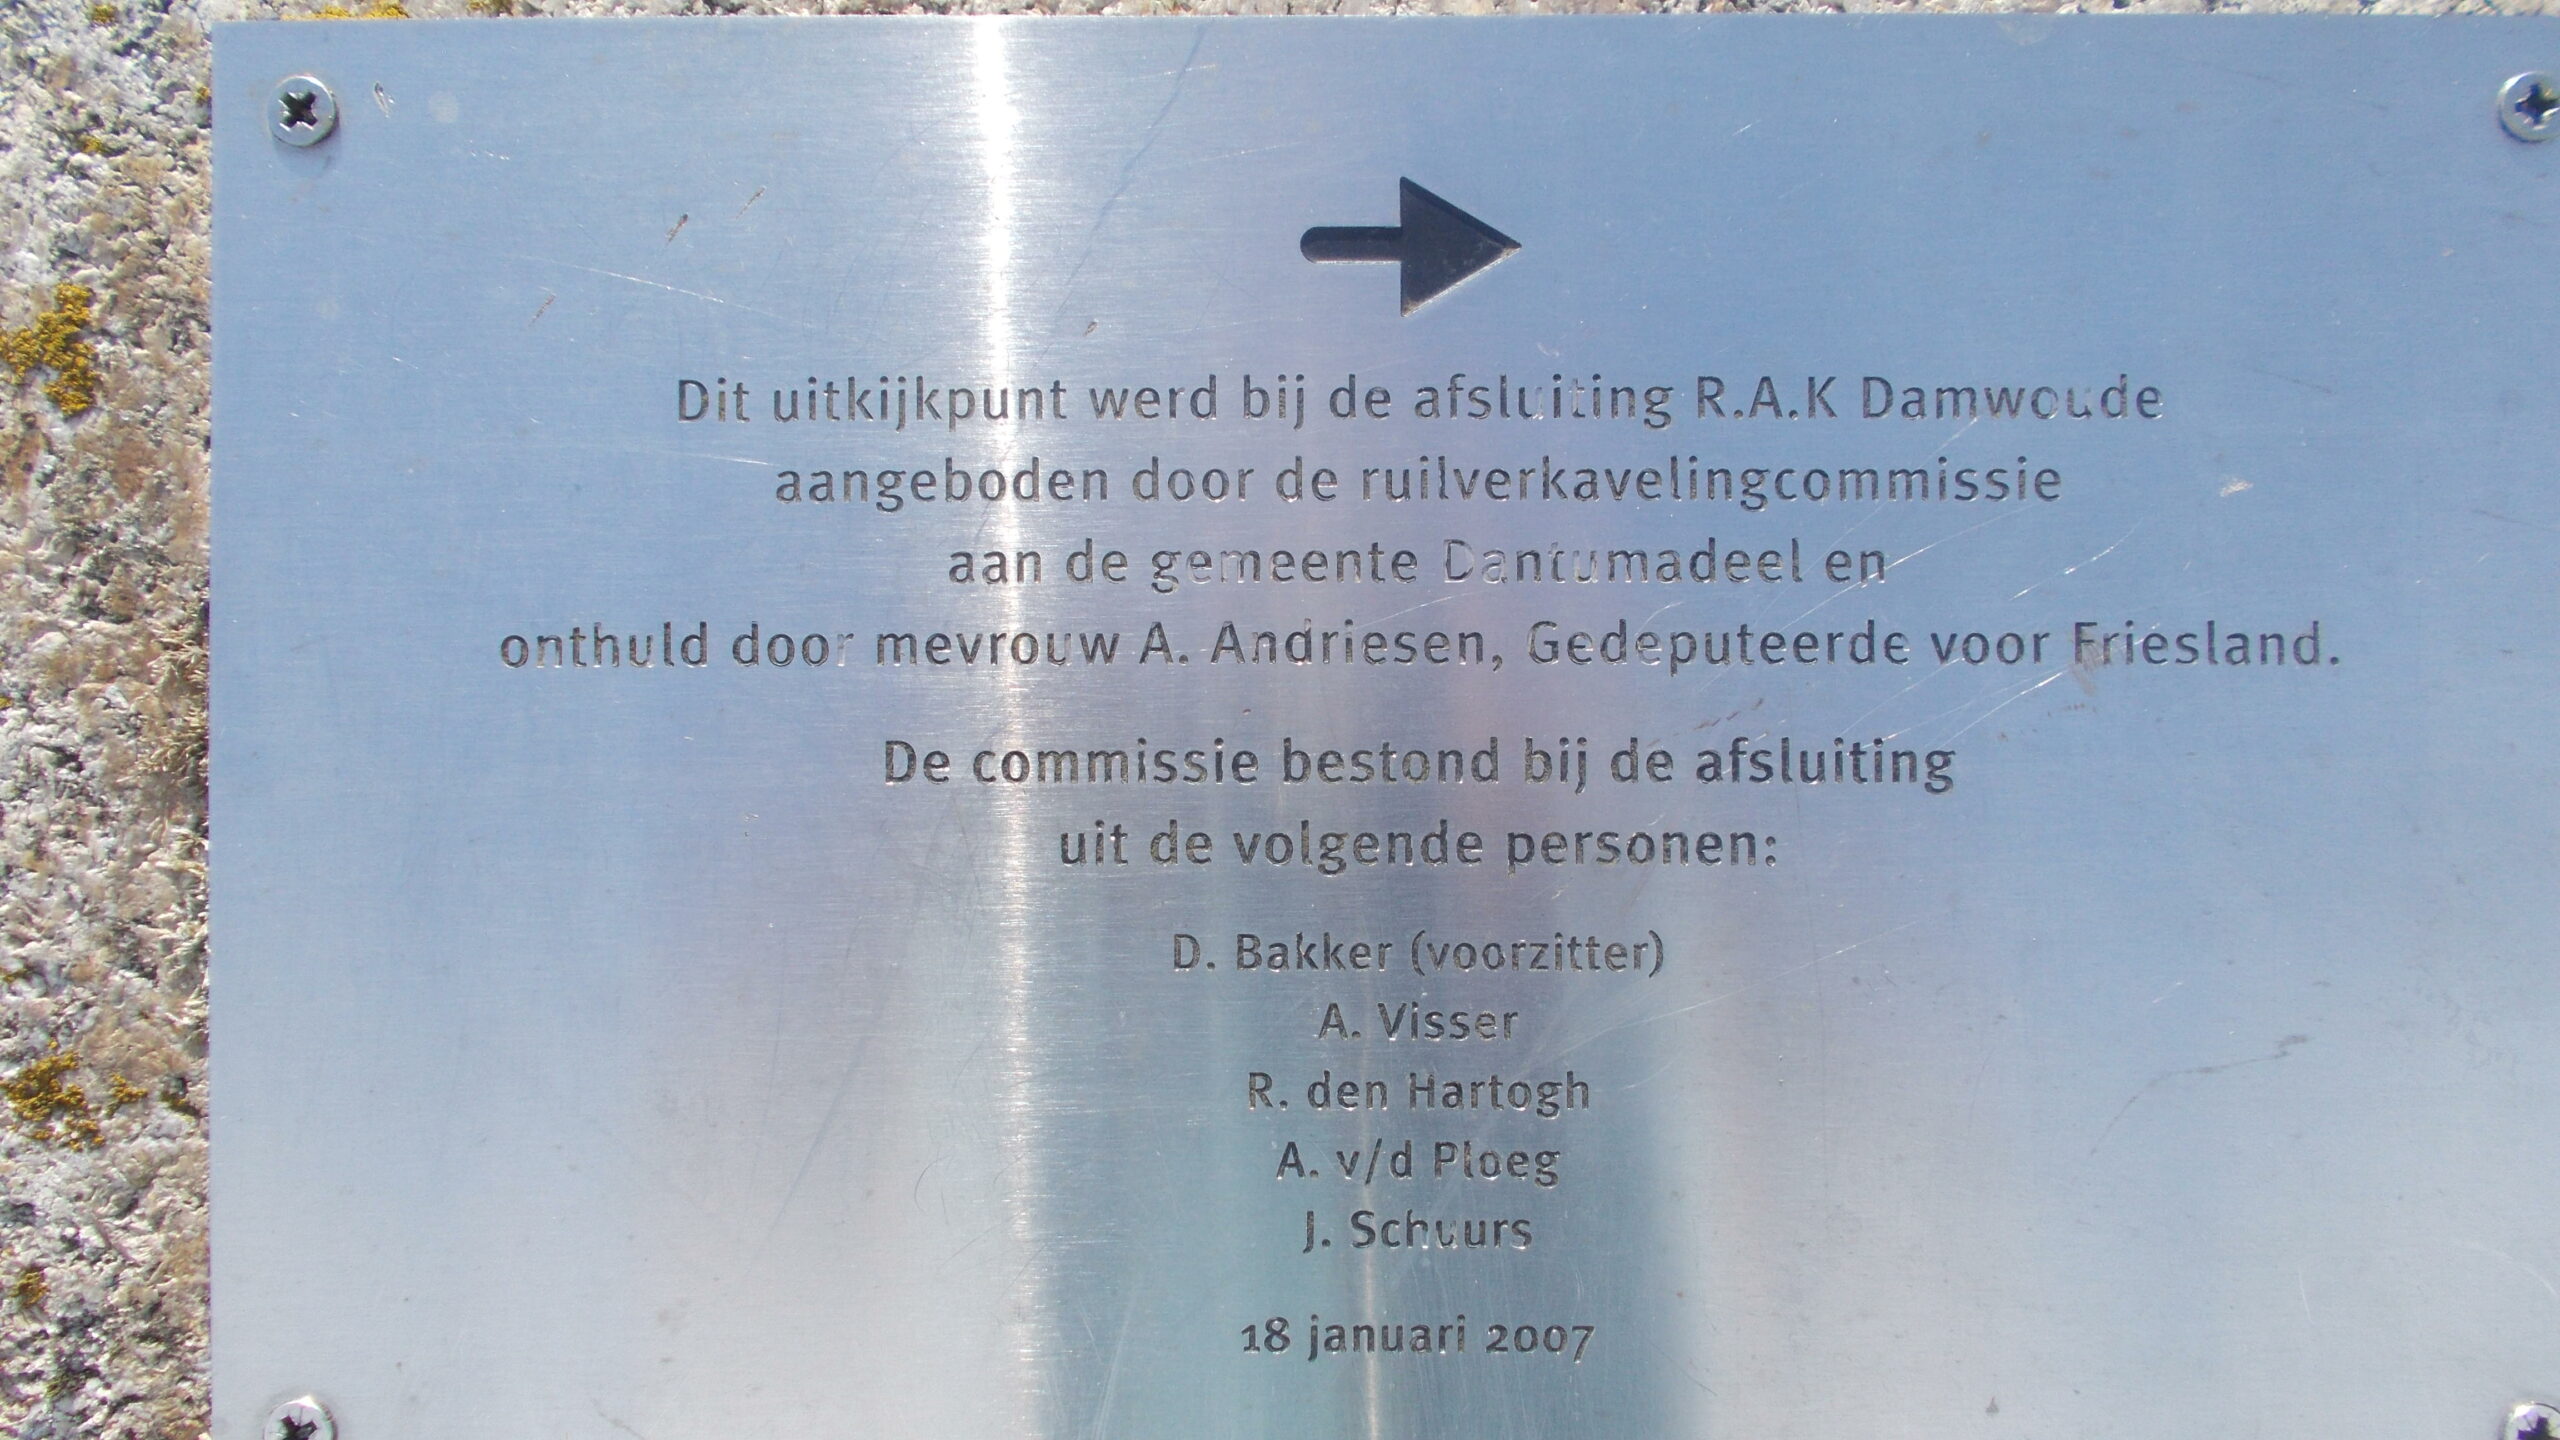 Dit uitkijkpunt werd bij de afsluiting R.A.K Damwoude
aangeboden door de ruilverkavelingcommissie
aan de gemeente Dantumadeel en
onthuld door mevrouw A. Andriesen, Gedeputeerde voor Friesland.
De commissie bestond bij de afsluiting
uit de volgende personen:
D. Bakker (voorzitter)
A. Visser
R. den Hartogh
A. v/d Ploeg
J. Schuurs
18 januari 2007